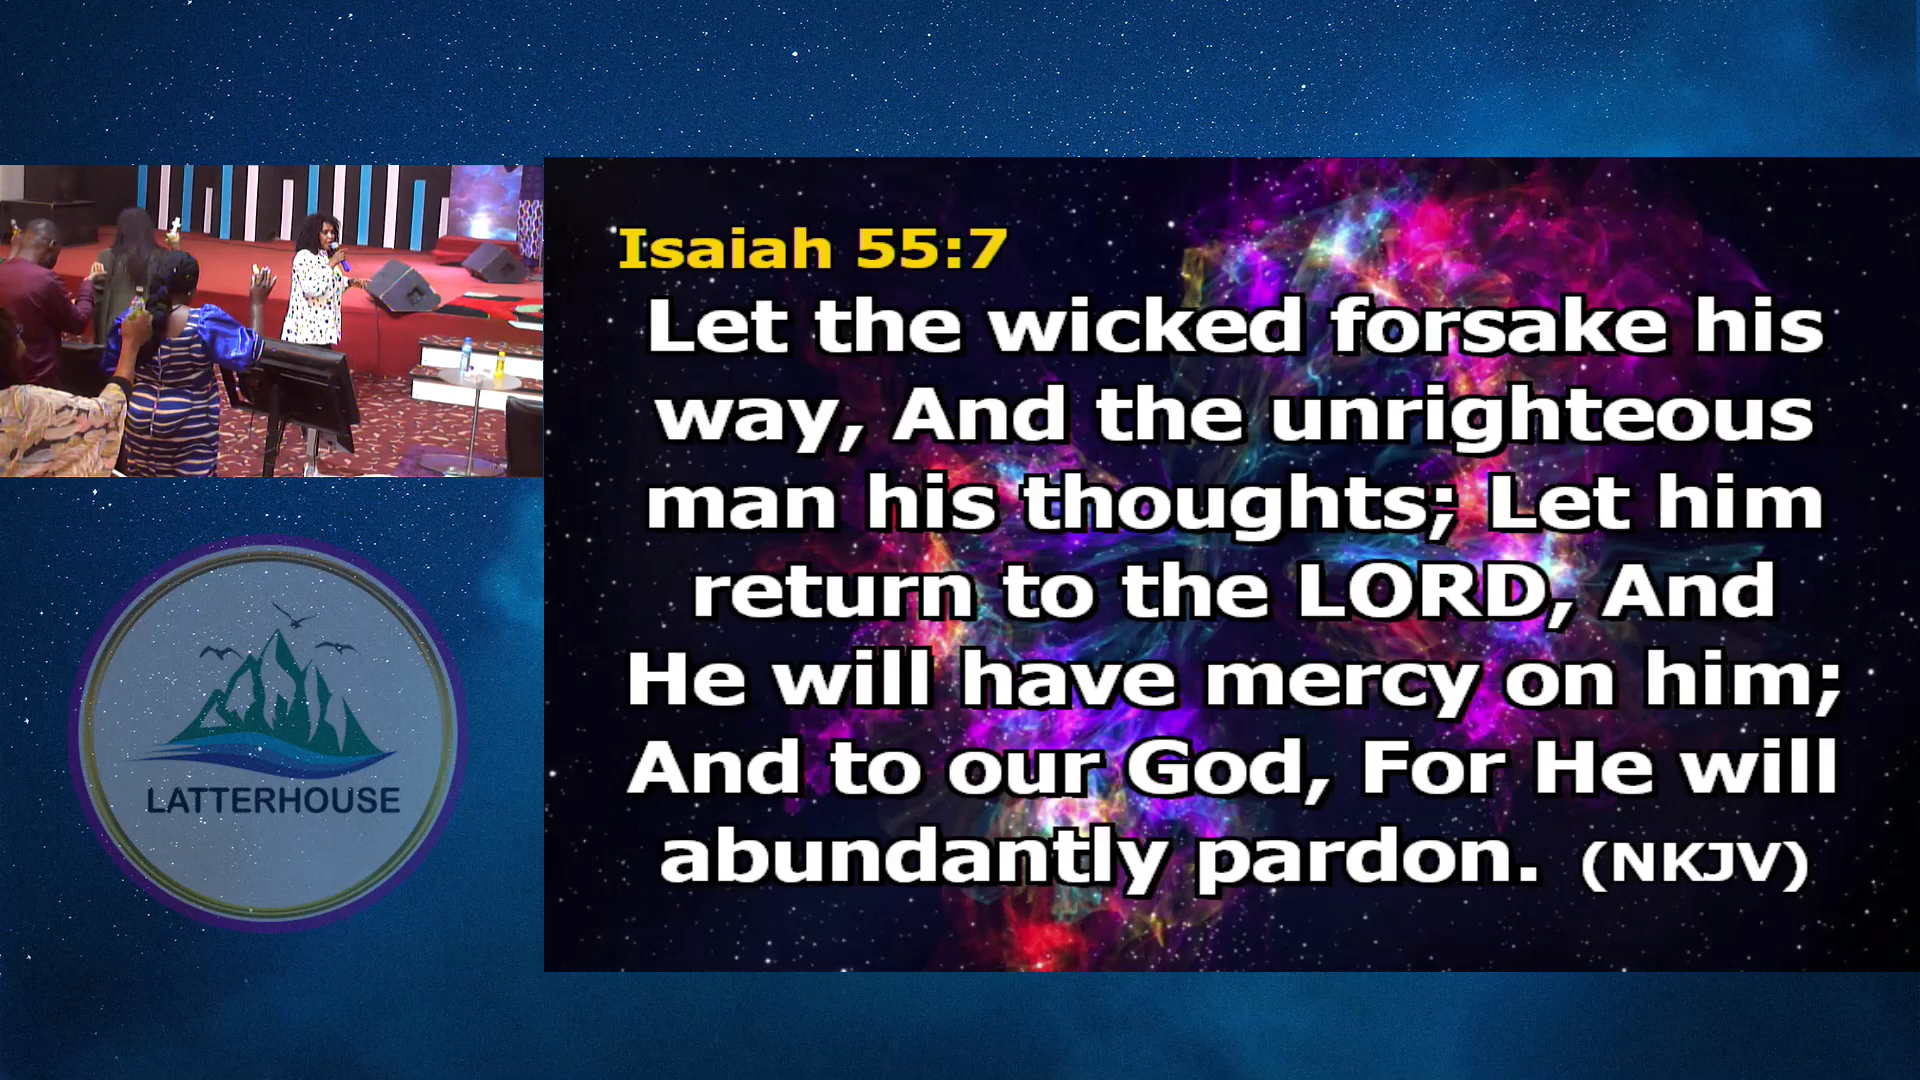 Isaiah 55:7
Let the wicked forsake his
way, And the unrighteous
man his thoughts; Let him
return to the LORD, And
He will have mercy on him;
And to our God, For He will
abundantly pardon. (NKJV)
LATTERHOUSE